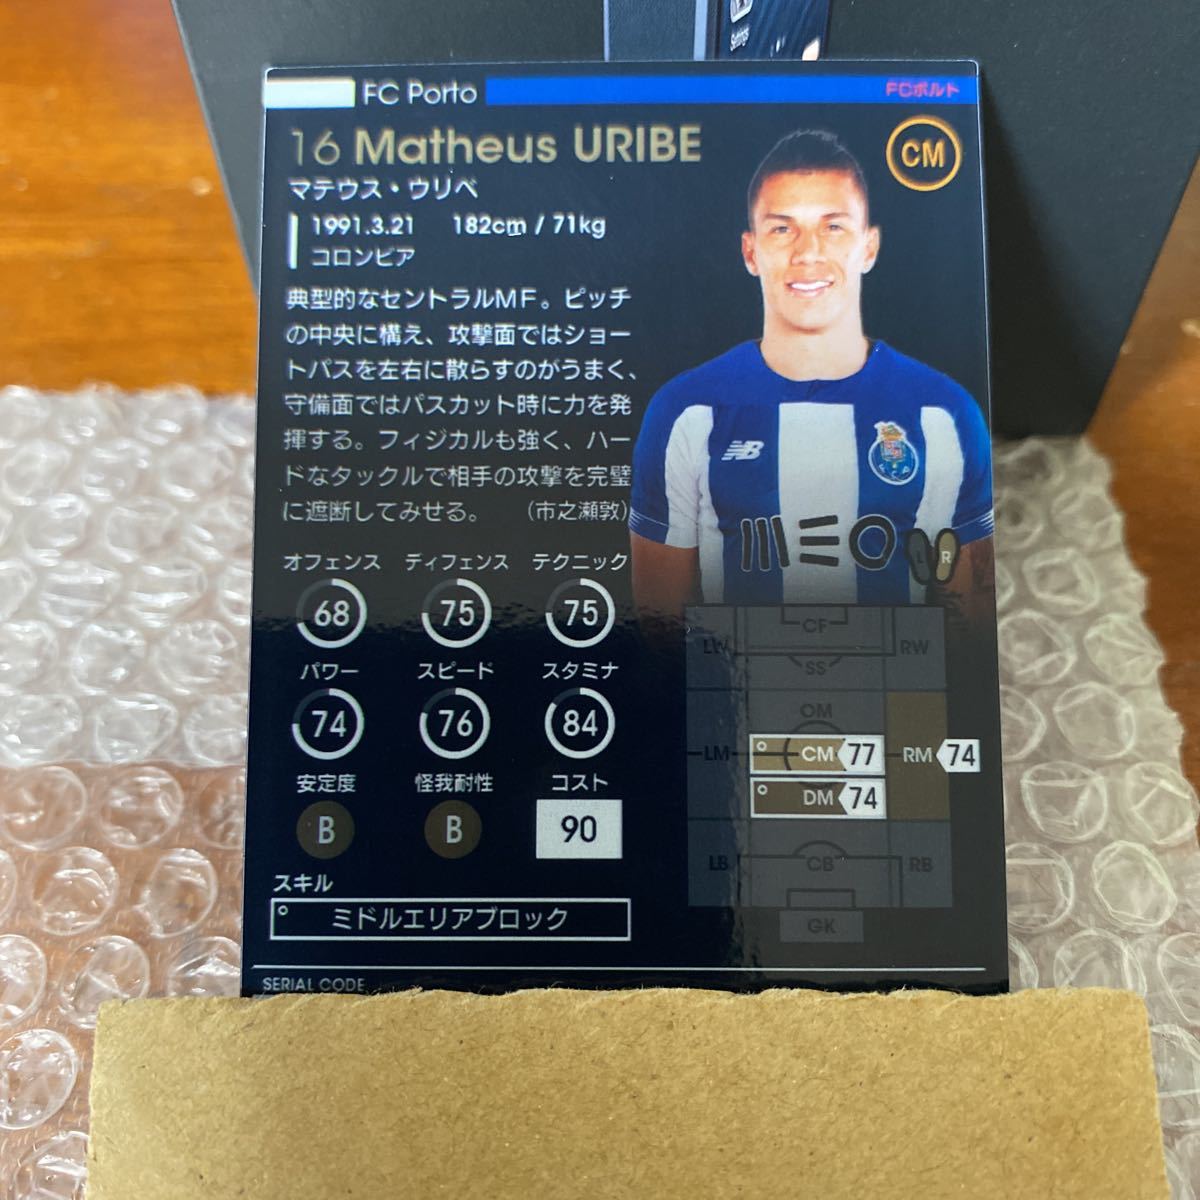 Settings
FC Porto
FCポルト
16 Matheus URIBE
CM
マテウス・ウリベ
1991.3.21 182cm / 71kg
コロンビア
典型的なセントラルMF。ピッチ
の中央に構え、攻撃面ではショー
トパスを左右に散らすのがうまく、
守備面ではパスカット時に力を発
揮する。フィジカルも強く、ハー
ドなタックルで相手の攻撃を完璧
に遮断してみせる。 (市之瀬敦)
NB
FCP
MEO
L R
オフェンス ディフェンス テクニック
68 75 75
パワー スピード スタミナ
74 76 84
安定度 怪我耐性 コスト
B B 90
スキル
ミドルエリアブロック
CF
LW RW
SS
OM
LM CM 77 RM 74
DM 74
LB CB RB
GK
SERIAL CODE